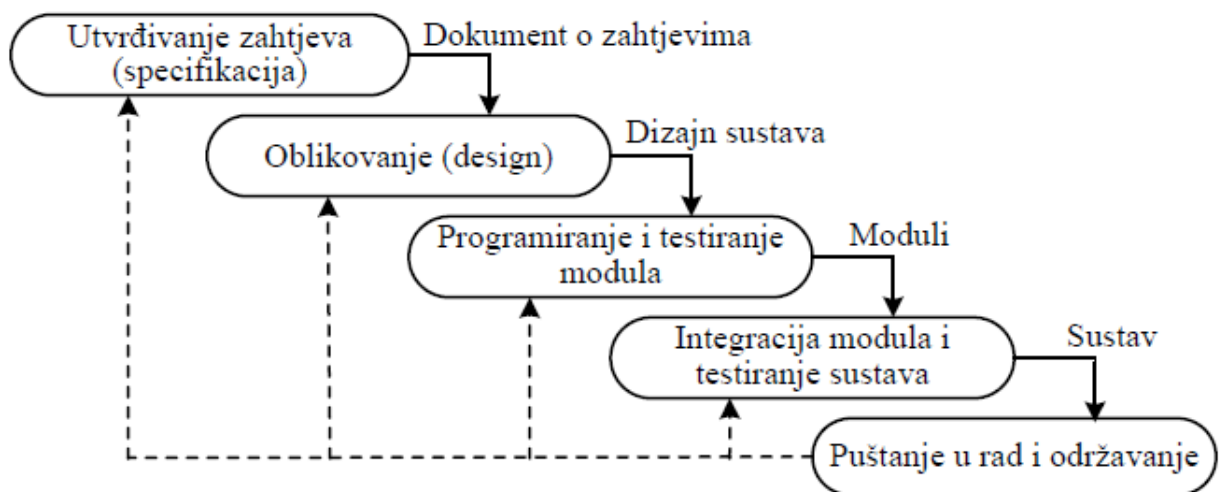 Utvrđivanje zahtjeva
(specifikacija)
Dokument o zahtjevima
Oblikovanje (design)
Dizajn sustava
Programiranje i testiranje
modula
Moduli
Integracija modula i
testiranje sustava
Sustav
Puštanje u rad i održavanje